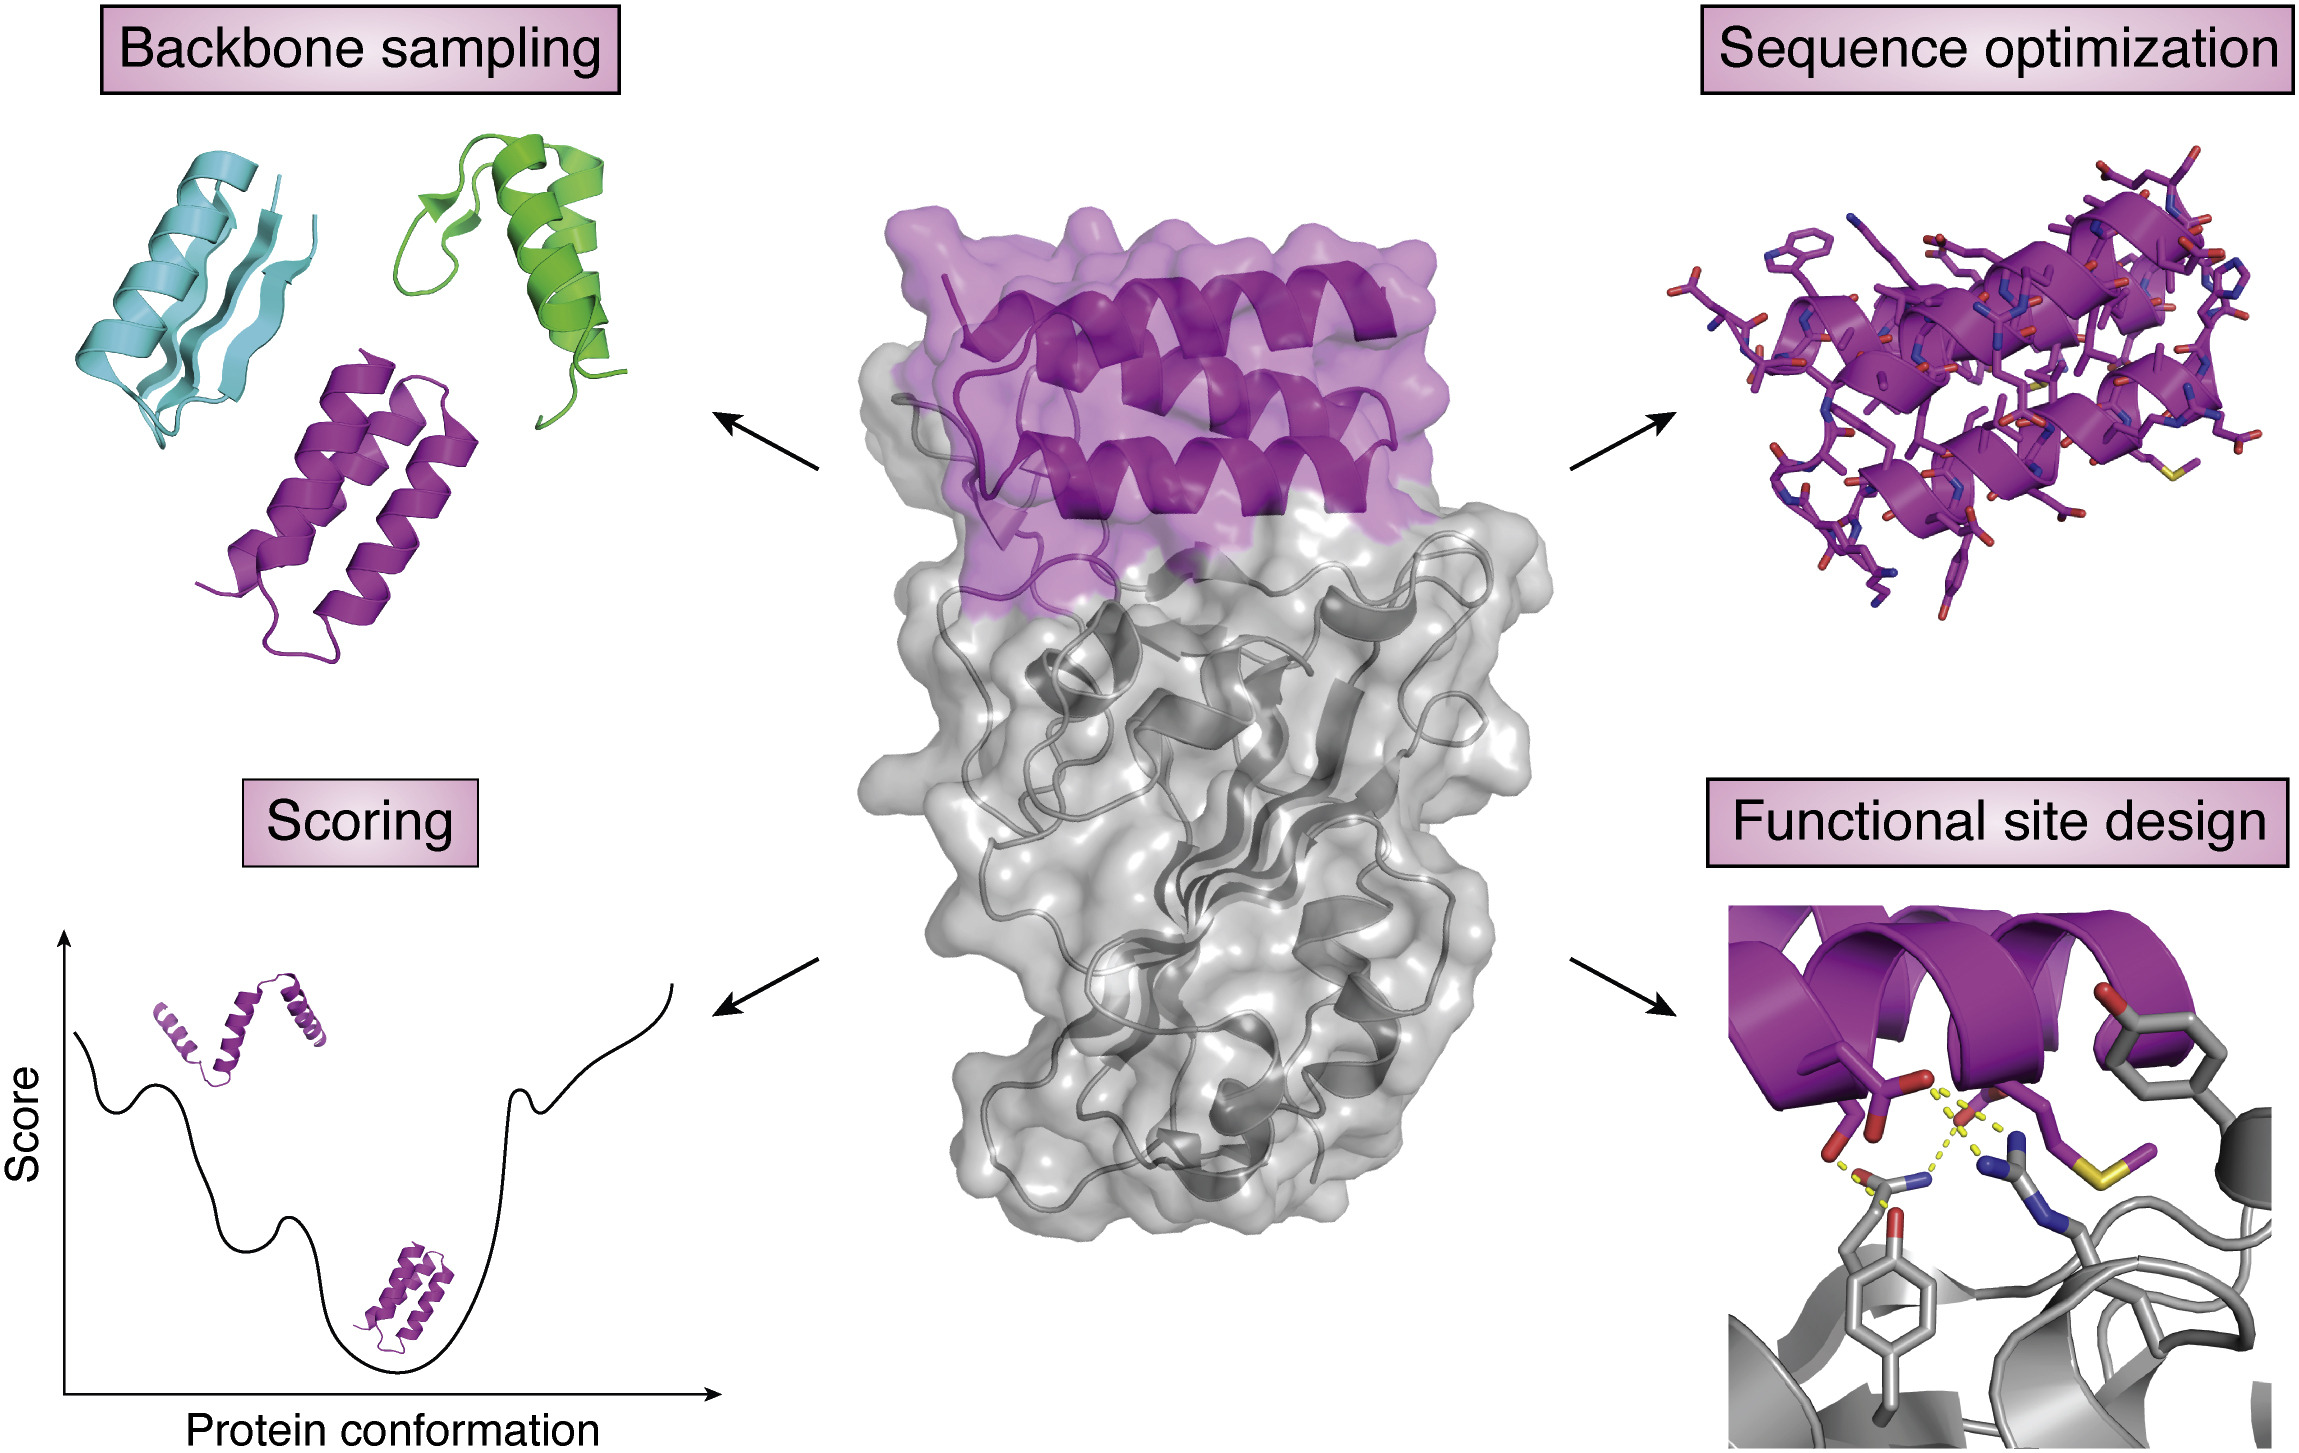 Backbone sampling
Sequence optimization
Scoring
Functional site design
Score
Protein conformation